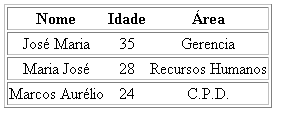 Nome Idade Área
José Maria 35 Gerencia
Maria José 28 Recursos Humanos
Marcos Aurélio 24 C.P.D.